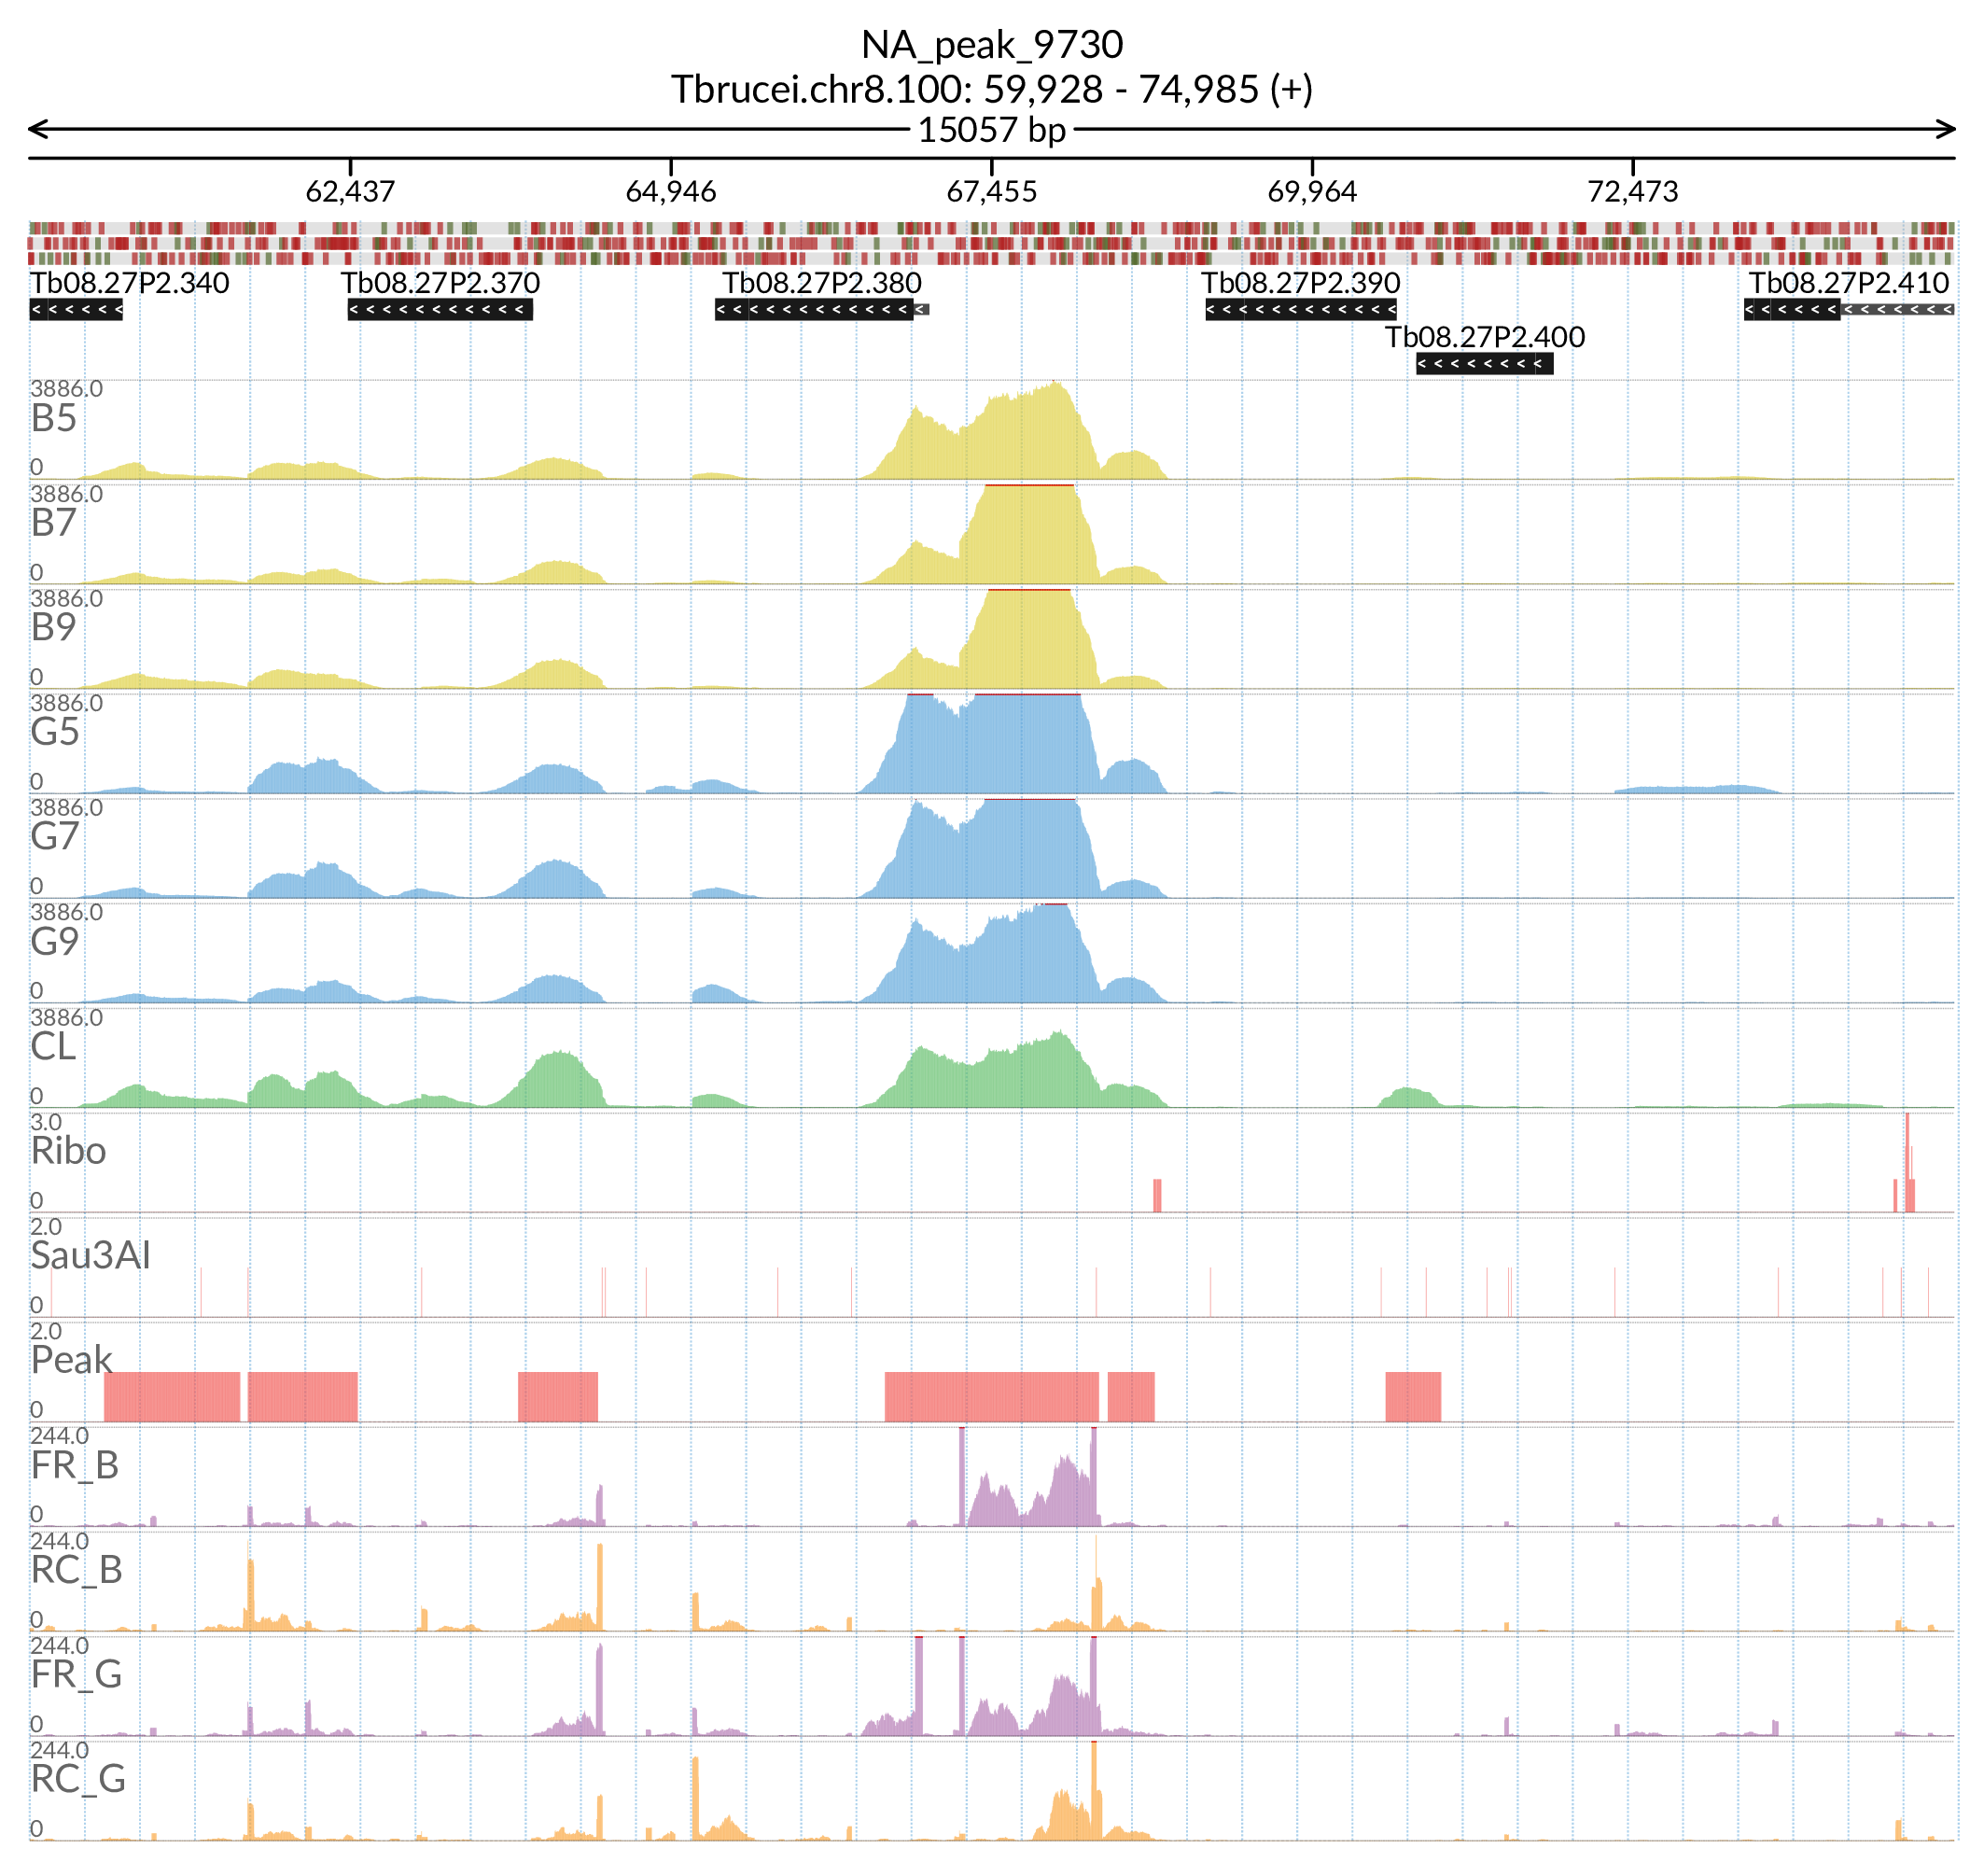 NA_peak_9730
Tbrucei.chr8.100: 59,928 - 74,985 (+)
15057 bp
62,437 64,946 67,455 69,964 72,473
Tb08.27P2.340 Tb08.27P2.370 Tb08.27P2.380 Tb08.27P2.390 Tb08.27P2.410
Tb08.27P2.400
3886.0
B5
0
3886.0
B7
0
3886.0
B9
0
3886.0
G5
0
3886.0
G7
0
3886.0
G9
0
3886.0
CL
0
3.0
Ribo
0
2.0
Sau3AI
0
2.0
Peak
0
244.0
FR_B
0
244.0
RC_B
0
244.0
FR_G
0
244.0
RC_G
0